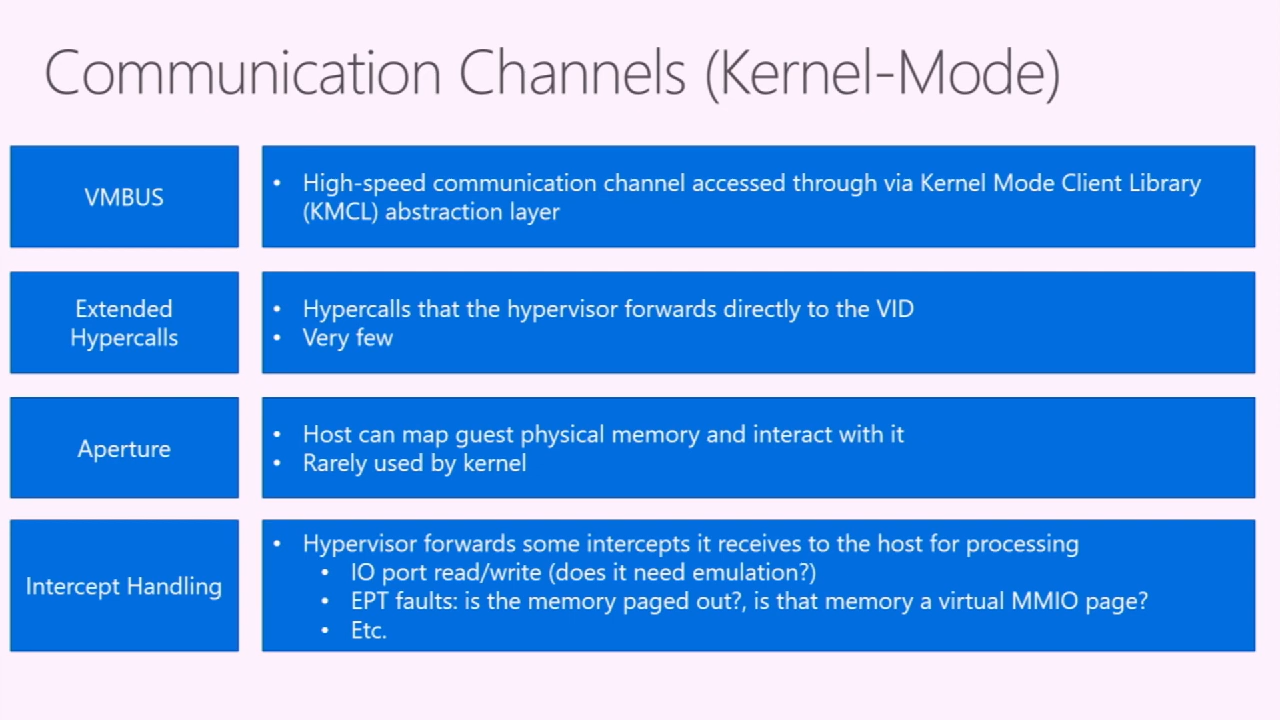 Communication Channels (Kernel-Mode)
VMBUS
• High-speed communication channel accessed through via Kernel Mode Client Library
(KMCL) abstraction layer
Extended
Hypercalls
• Hypercalls that the hypervisor forwards directly to the VID
• Very few
Aperture
• Host can map guest physical memory and interact with it
• Rarely used by kernel
Intercept Handling
• Hypervisor forwards some intercepts it receives to the host for processing
• IO port read/write (does it need emulation?)
• EPT faults: is the memory paged out?, is that memory a virtual MMIO page?
• Etc.